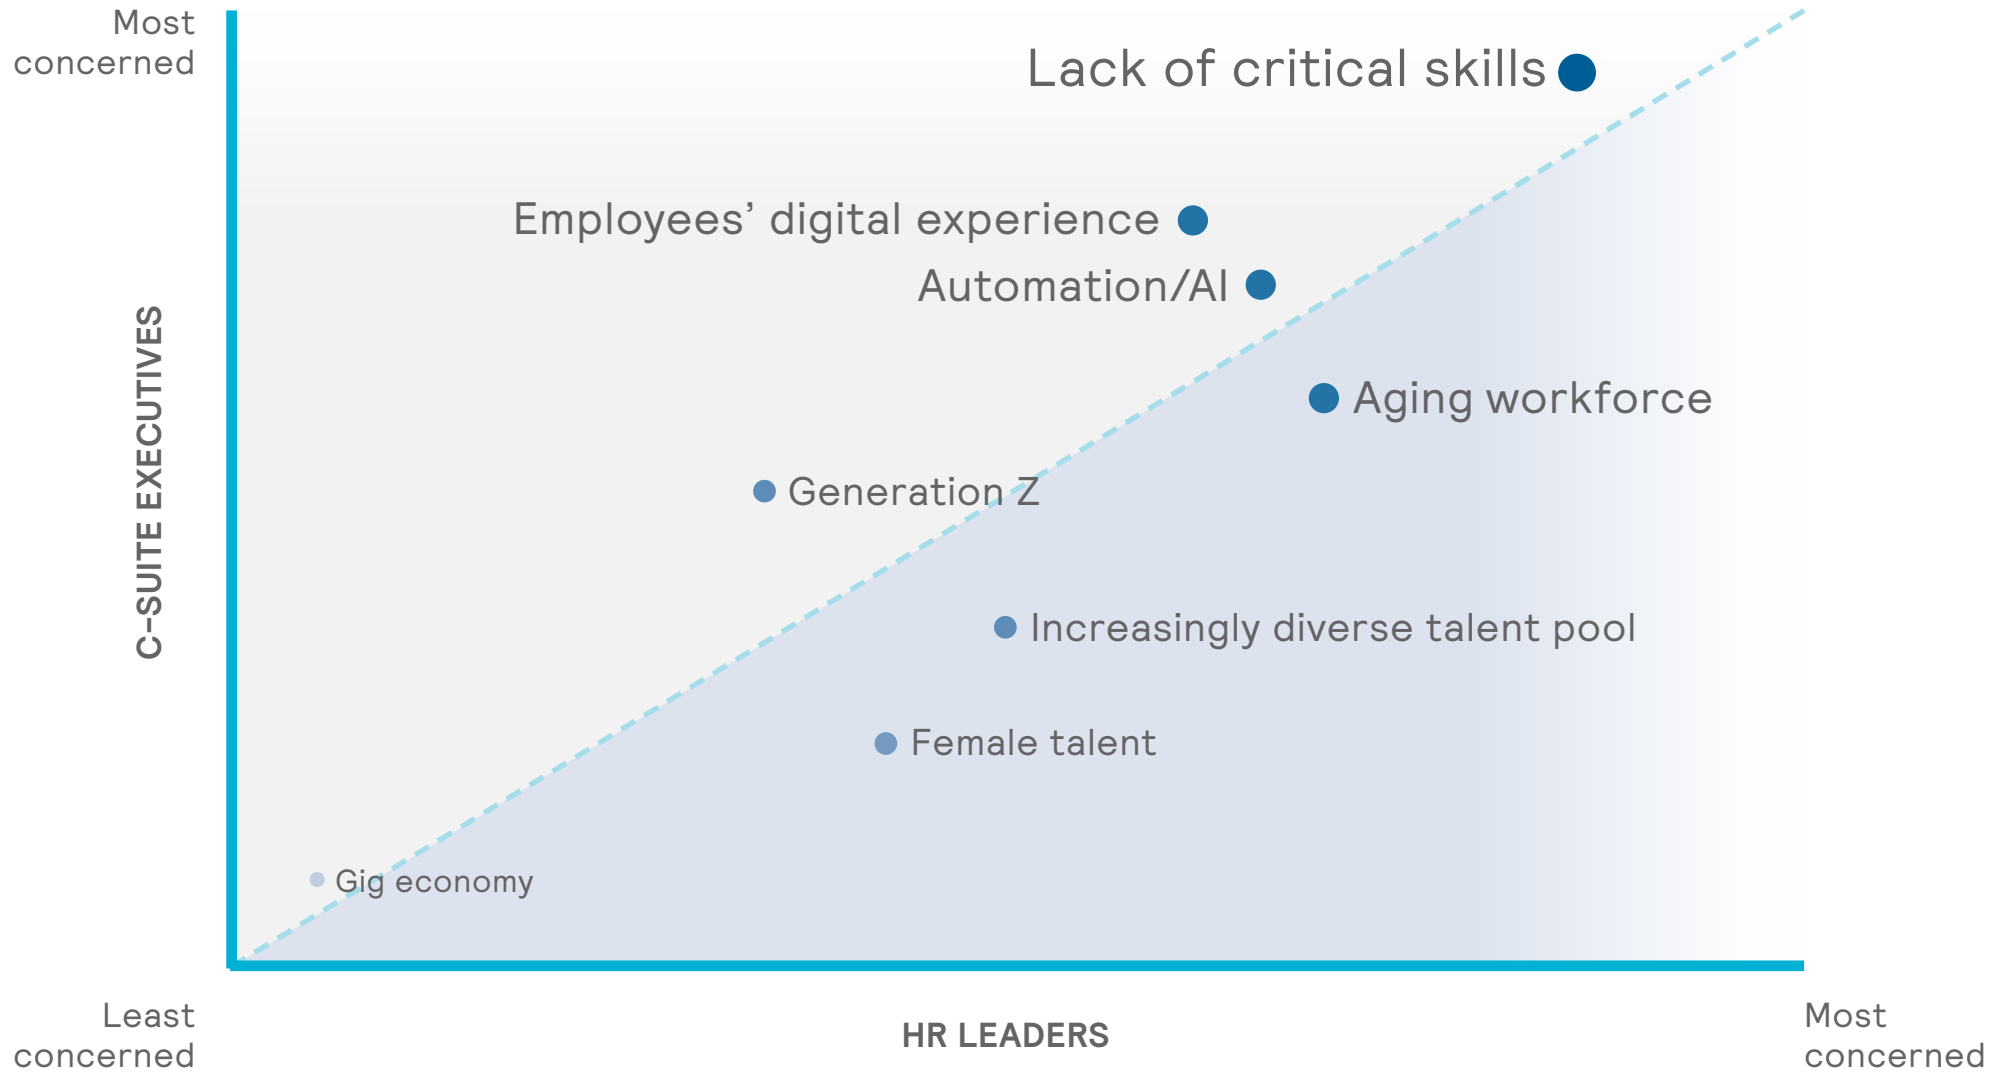 Most
concerned
Lack of critical skills
Employees’ digital experience
Automation/AI
Aging workforce
C-SUITE EXECUTIVES
Generation Z
Increasingly diverse talent pool
Female talent
Gig economy
Least
concerned
HR LEADERS
Most
concerned